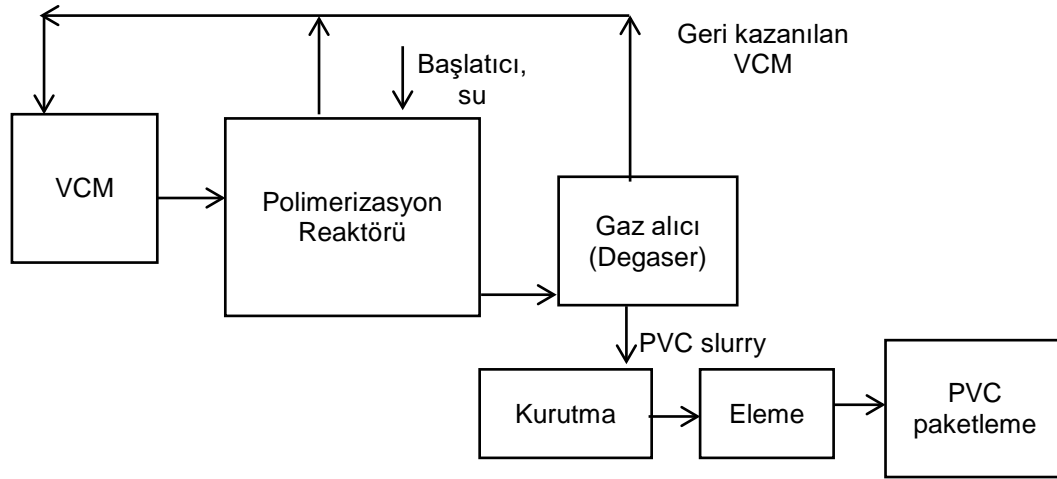 Geri kazanılan
VCM
Başlatıcı,
su
VCM
Polimerizasyon
Reaktörü
Gaz alıcı
(Degaser)
PVC slurry
Kurutma
Eleme
PVC
paketleme